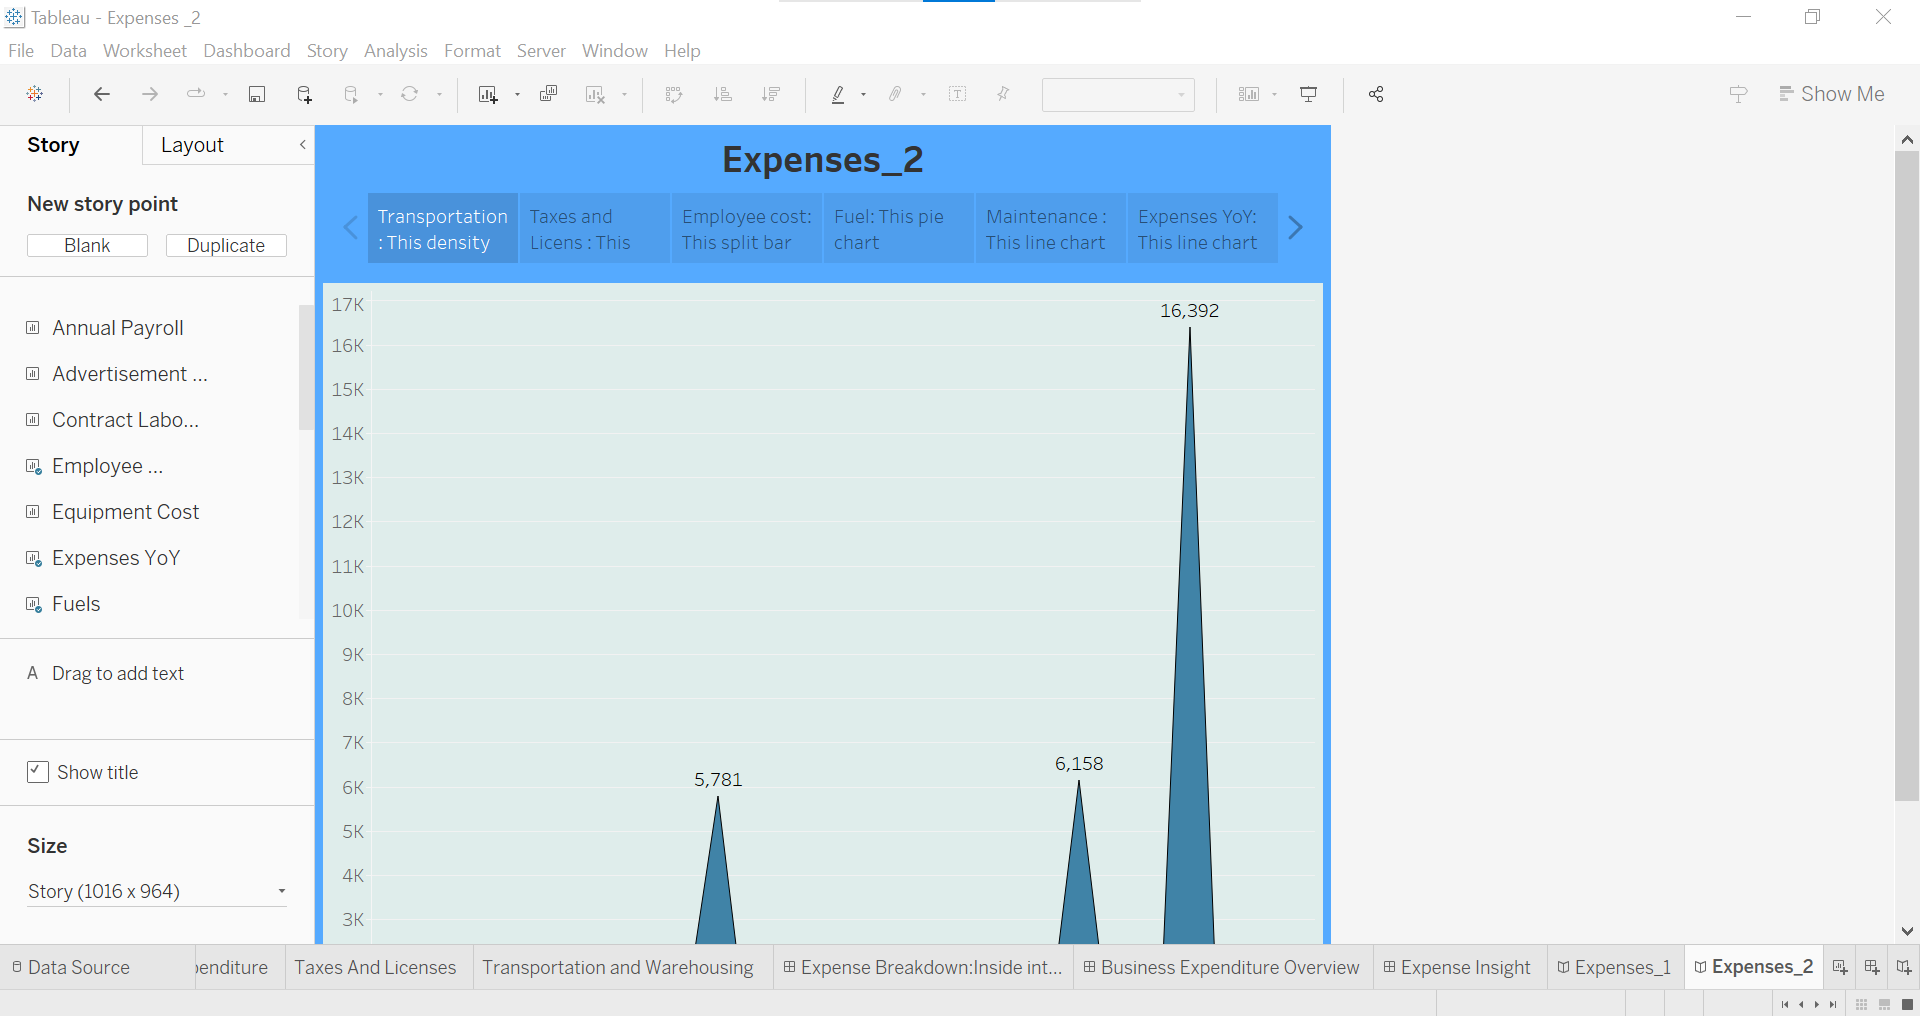 Tableau - Expenses _2
File Data Worksheet Dashboard Story Analysis Format Server Window Help
Show Me
Story Layout
New story point
Blank Duplicate
Annual Payroll
Advertisement ...
Contract Labo...
Employee ...
Equipment Cost
Expenses YoY
Fuels
A Drag to add text
Show title
Size
Story (1016 x 964)
Expenses_2
Transportation
: This density
Taxes and
Licens : This
Employee cost:
This split bar
Fuel: This pie
chart
Maintenance :
This line chart
Expenses YoY:
This line chart
17K
16K
15K
14K
13K
12K
11K
10K
9K
8K
7K
6K
5K
4K
3K
16,392
6,158
5,781
Data Source penditure Taxes And Licenses Transportation and Warehousing Expense Breakdown:Inside int... Business Expenditure Overview Expense Insight Expenses_1 Expenses_2